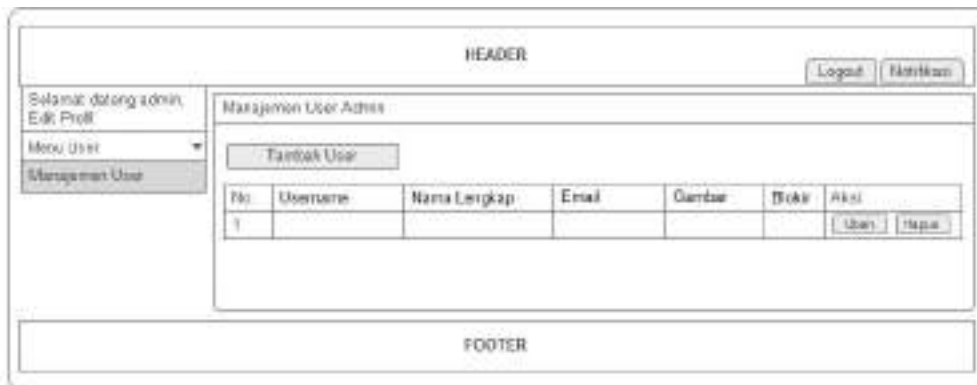 HEADER
Logout Notifikasi
Selamat datang admin,
Edit Profil
Menu User
Manajemen User
Manajemen User Admin
Tambah User
No Username Nama Lengkap Email Gambar Blokir Aksi
1 Ubah Hapus
FOOTER